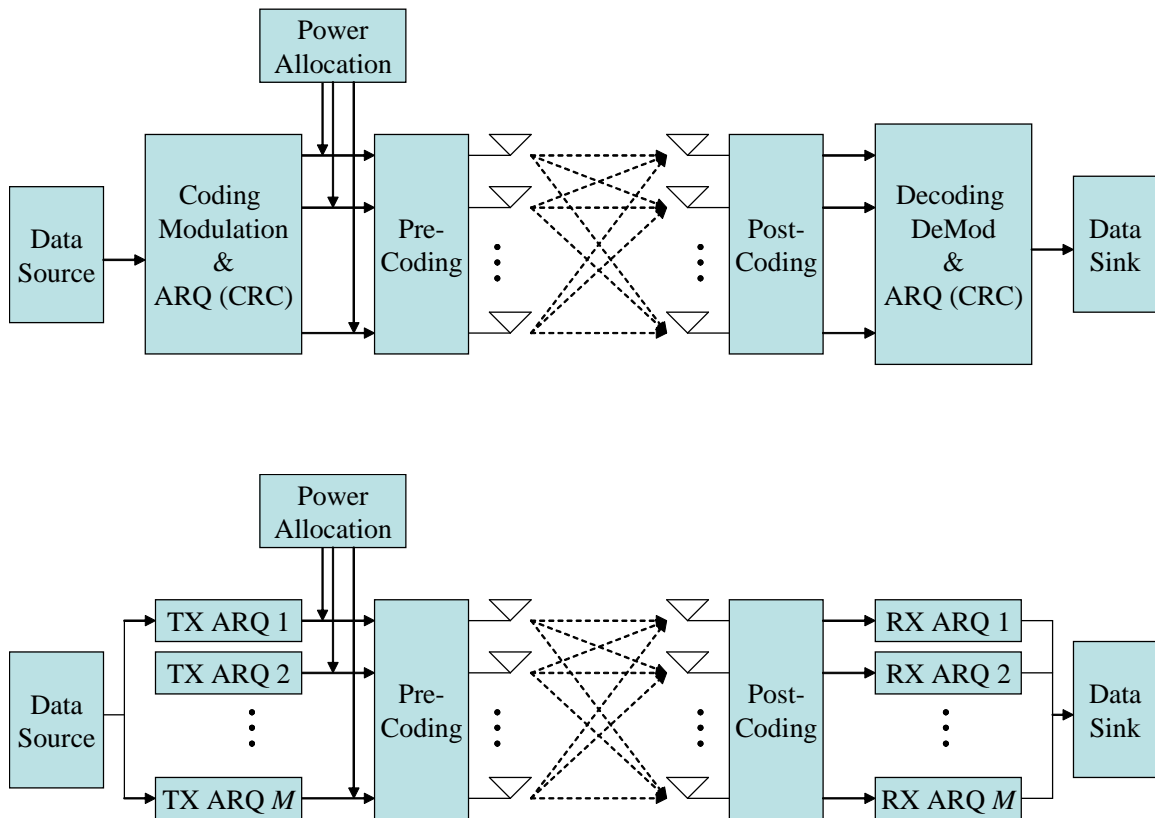 Power
Allocation
Data
Source
Coding
Modulation
&
ARQ (CRC)
Pre-
Coding
Post-
Coding
Decoding
DeMod
&
ARQ (CRC)
Data
Sink
Power
Allocation
Data
Source
TX ARQ 1
TX ARQ 2
TX ARQ M
Pre-
Coding
Post-
Coding
RX ARQ 1
RX ARQ 2
RX ARQ M
Data
Sink